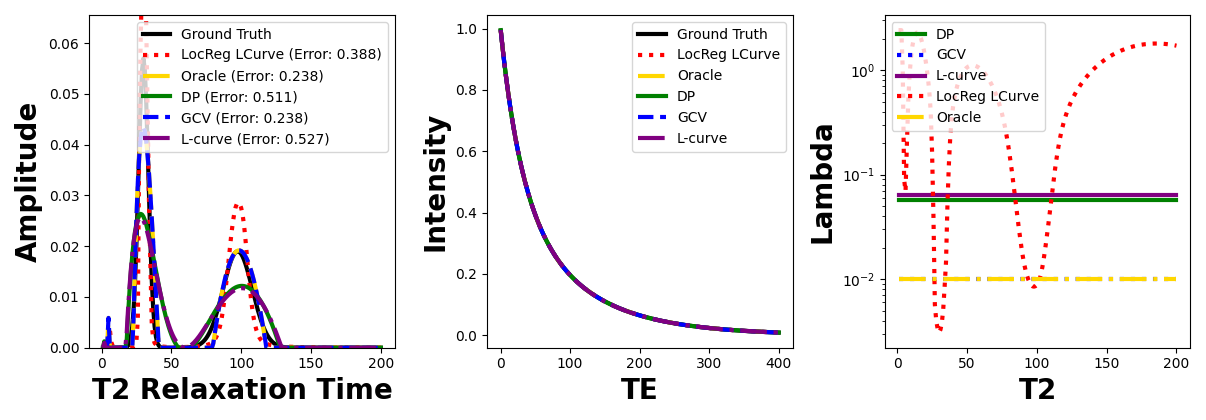 Amplitude
0.06
0.05
0.04
0.03
0.02
0.01
0.00
0
50
100
150
200
T2 Relaxation Time
Ground Truth
LocReg LCurve (Error: 0.388)
Oracle (Error: 0.238)
DP (Error: 0.511)
GCV (Error: 0.238)
L-curve (Error: 0.527)
Intensity
1.0
0.8
0.6
0.4
0.2
0.0
0
100
200
300
400
TE
Ground Truth
LocReg LCurve
Oracle
DP
GCV
L-curve
Lambda
10⁰
10⁻¹
10⁻²
0
50
100
150
200
T2
DP
GCV
L-curve
LocReg LCurve
Oracle